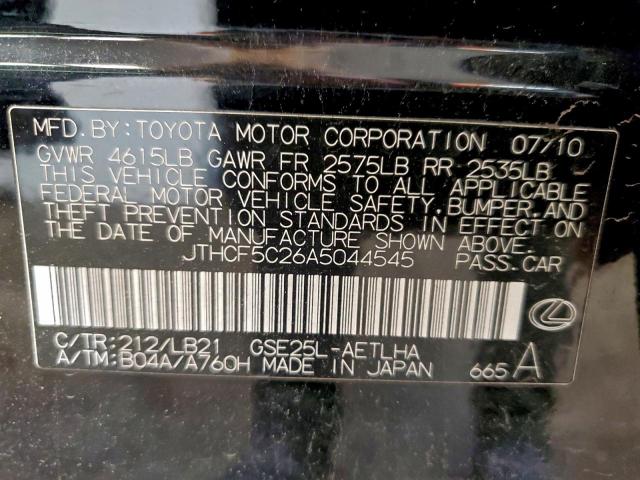 MFD. BY: TOYOTA MOTOR CORPORATION 07/10
GVWR 4615LB GAWR FR 2575LB RR 2535LB
THIS VEHICLE CONFORMS TO ALL APPLICABLE
FEDERAL MOTOR VEHICLE SAFETY, BUMPER, AND
THEFT PREVENTION STANDARDS IN EFFECT ON
THE DATE OF MANUFACTURE SHOWN ABOVE.
JTHCF5C26A5044545 PASS. CAR
C/TR: 212/LB21 GSE25L-AETLHA
A/TM: B04A/A760H MADE IN JAPAN 665 A